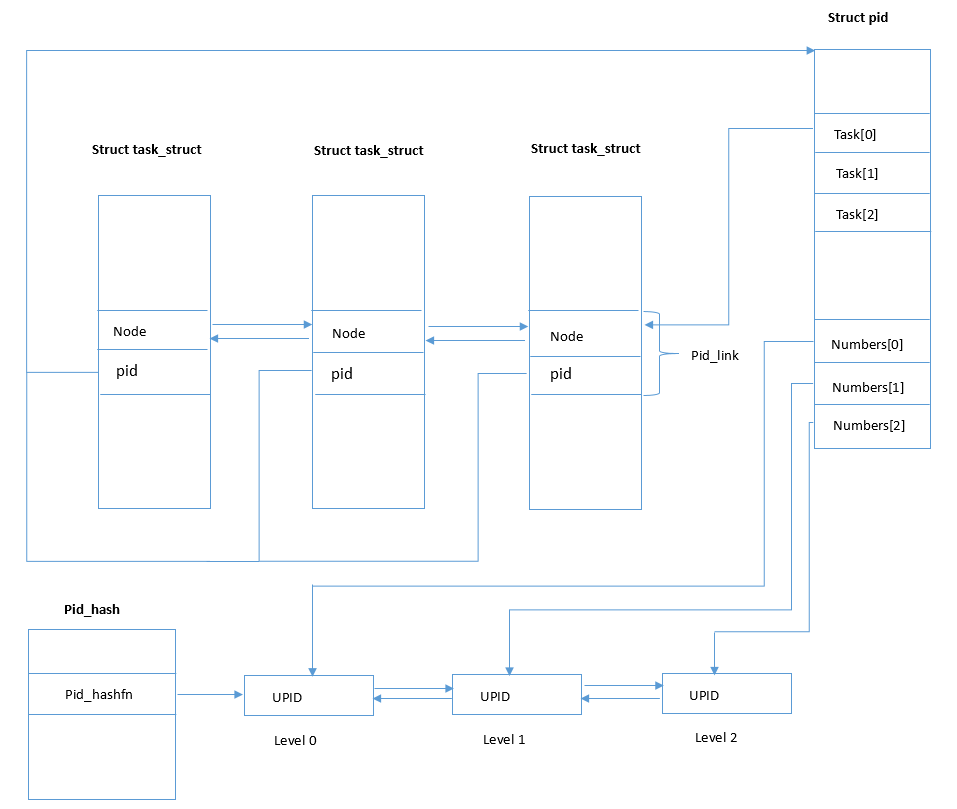 Struct pid
Task[0]
Task[1]
Task[2]
Numbers[0]
Numbers[1]
Numbers[2]
Struct task_struct
Node
pid
Struct task_struct
Node
pid
Struct task_struct
Node
pid
Pid_link
Pid_hash
Pid_hashfn
UPID
Level 0
UPID
Level 1
UPID
Level 2